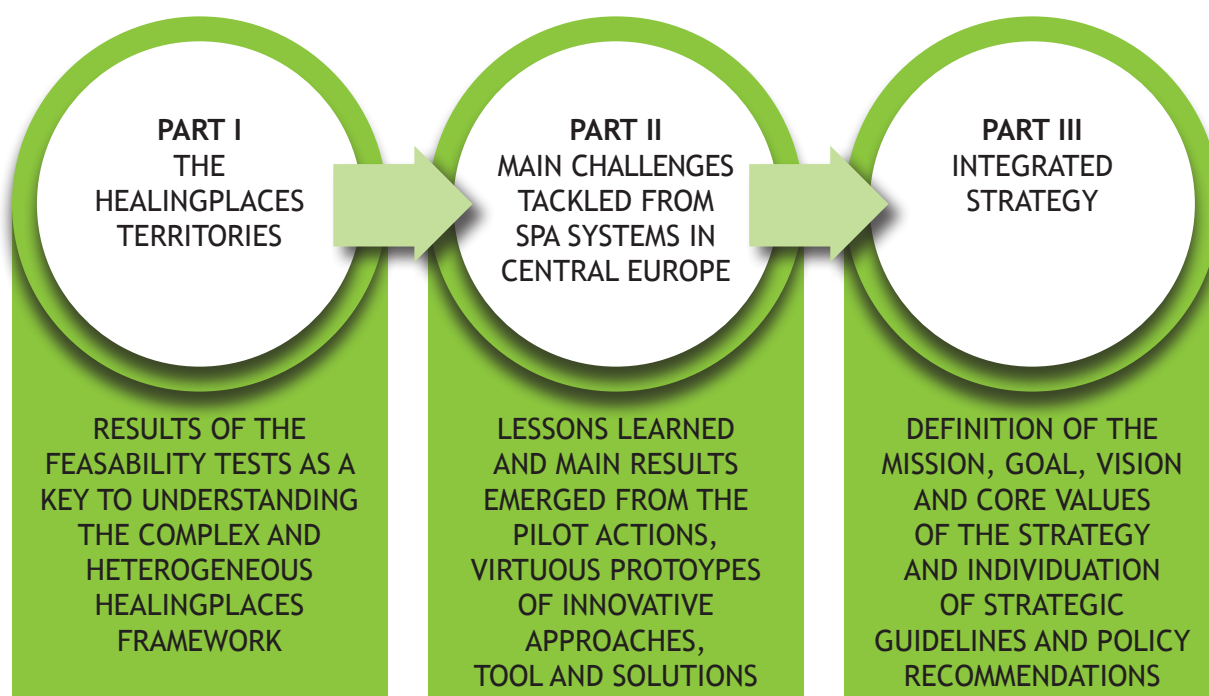 PART I
THE
HEALINGPLACES
TERRITORIES
RESULTS OF THE
FEASABILITY TESTS AS A
KEY TO UNDERSTANDING
THE COMPLEX AND
HETEROGENEOUS
HEALINGPLACES
FRAMEWORK
PART II
MAIN CHALLENGES
TACKLED FROM
SPA SYSTEMS IN
CENTRAL EUROPE
LESSONS LEARNED
AND MAIN RESULTS
EMERGED FROM THE
PILOT ACTIONS,
VIRTUOUS PROTOYPES
OF INNOVATIVE
APPROACHES,
TOOL AND SOLUTIONS
PART III
INTEGRATED
STRATEGY
DEFINITION OF THE
MISSION, GOAL, VISION
AND CORE VALUES
OF THE STRATEGY
AND INDIVIDUATION
OF STRATEGIC
GUIDELINES AND POLICY
RECOMMENDATIONS